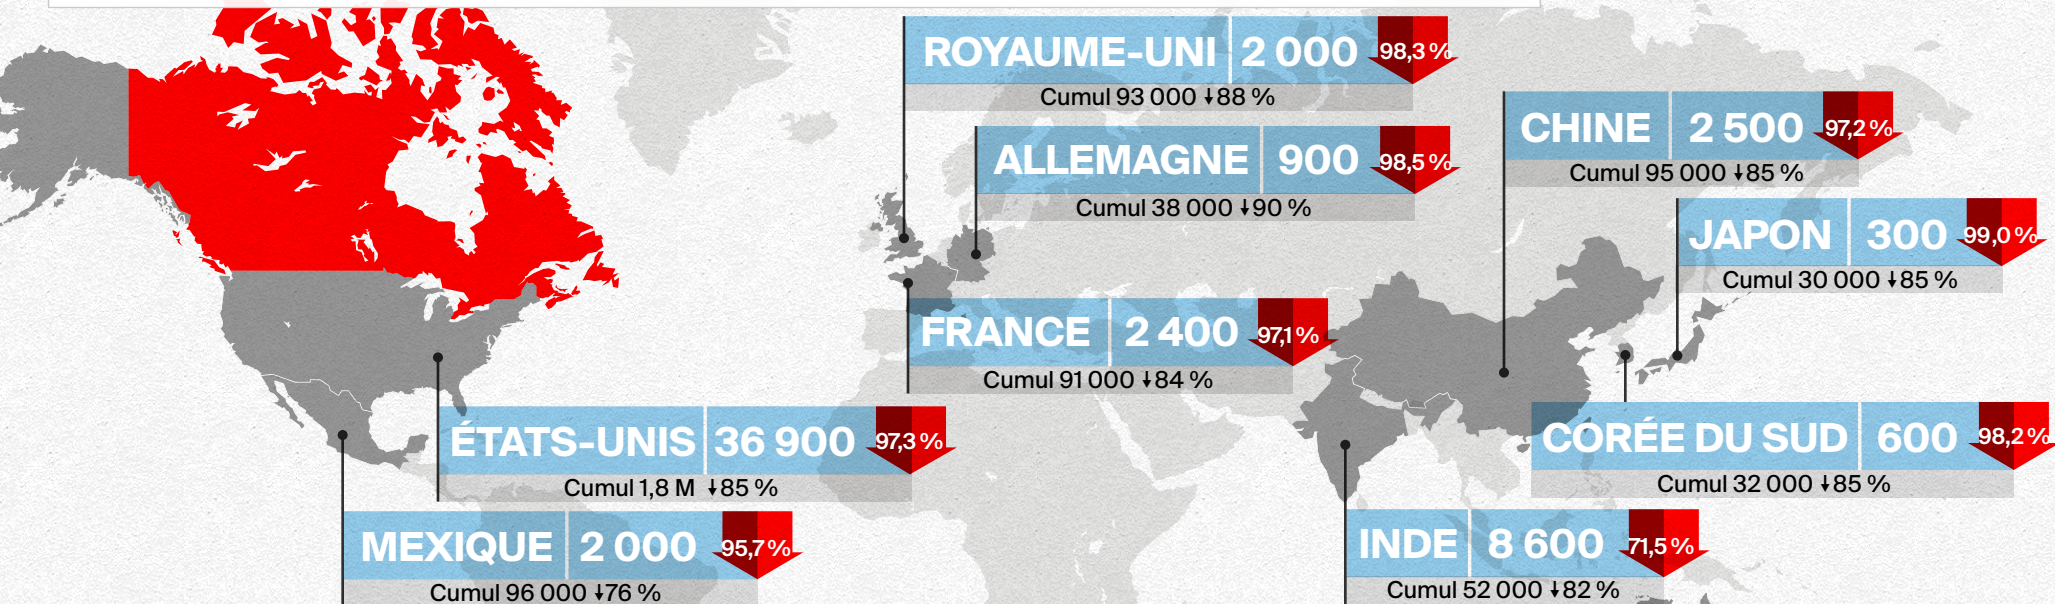 ROYAUME-UNI 2 000 98,3 %
Cumul 93 000 ↓88 %
ALLEMAGNE 900 98,5 %
Cumul 38 000 ↓90 %
CHINE 2 500 97,2 %
Cumul 95 000 ↓85 %
JAPON 300 99,0 %
Cumul 30 000 ↓85 %
FRANCE 2 400 97,1 %
Cumul 91 000 ↓84 %
ÉTATS-UNIS 36 900 97,3 %
Cumul 1,8 M ↓85 %
CORÉE DU SUD 600 98,2 %
Cumul 32 000 ↓85 %
MEXIQUE 2 000 95,7 %
Cumul 96 000 ↓76 %
INDE 8 600 71,5 %
Cumul 52 000 ↓82 %